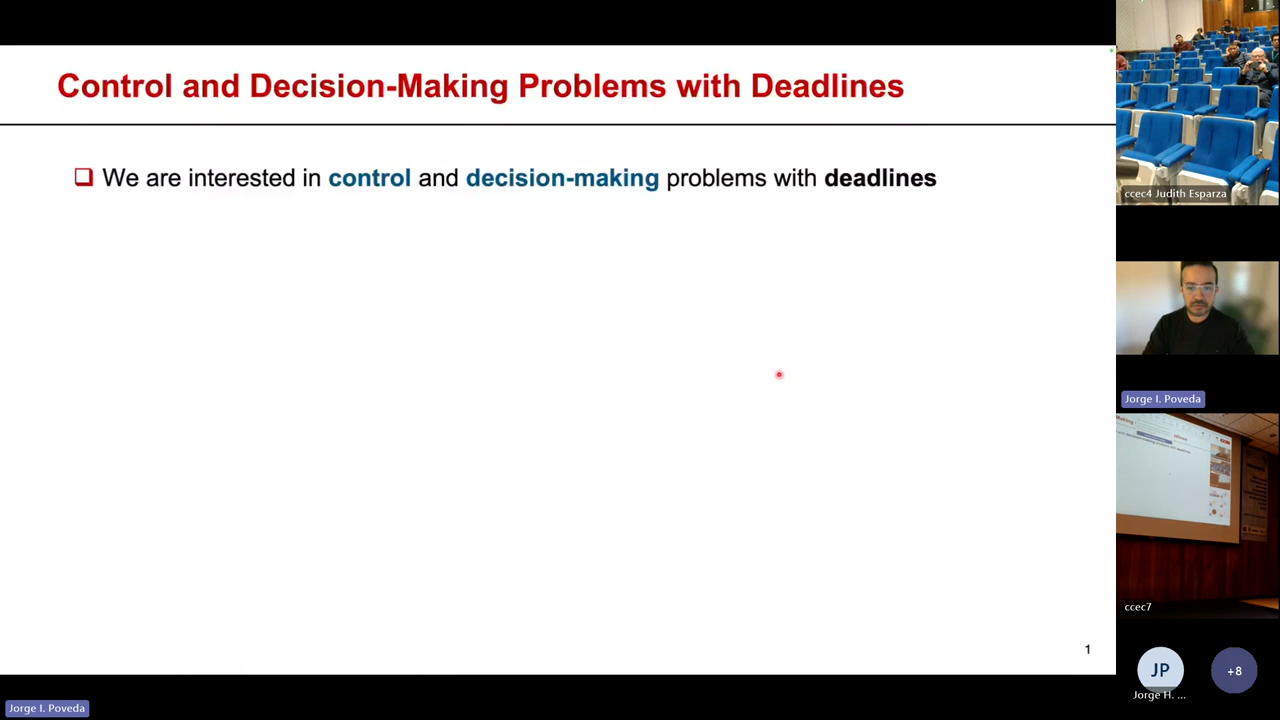 Control and Decision-Making Problems with Deadlines
We are interested in control and decision-making problems with deadlines
1
Jorge I. Poveda
ccec4 Judith Esparza
Jorge I. Poveda
ccec7
JP
+8
Jorge H. ...